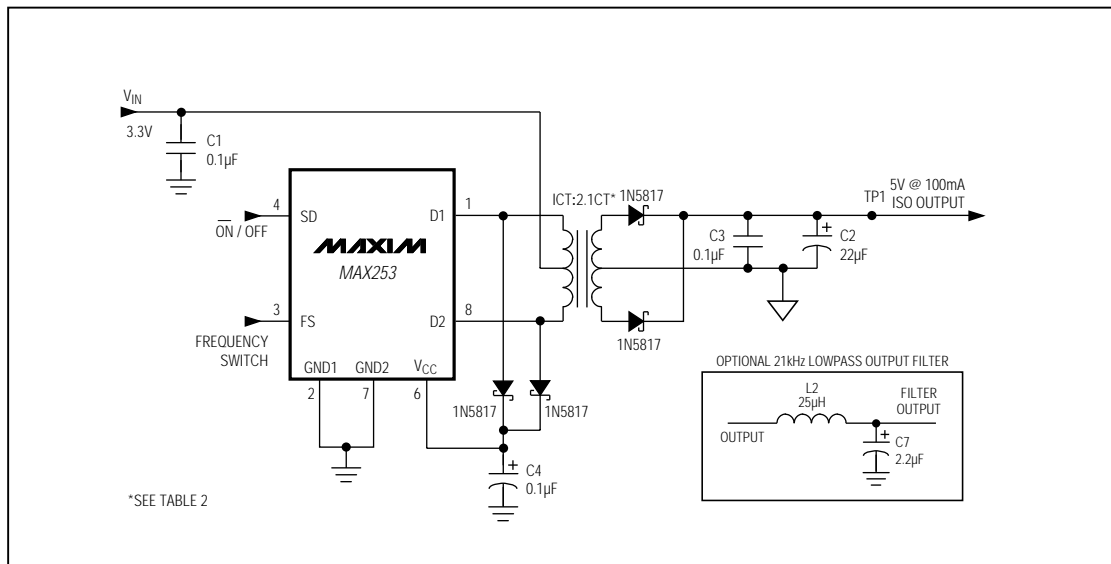 VIN
3.3V
C1
0.1µF
4
SD
ON / OFF
3
FS
FREQUENCY
SWITCH
MAXIM
MAX253
D1
1
D2
8
GND1
GND2
VCC
2
7
6
1N5817
1N5817
+
C4
0.1µF
ICT:2.1CT*
1N5817
1N5817
C3
0.1µF
+
C2
22µF
TP1
5V @ 100mA
ISO OUTPUT
OPTIONAL 21kHz LOWPASS OUTPUT FILTER
L2
25µH
OUTPUT
FILTER
OUTPUT
+
C7
2.2µF
*SEE TABLE 2